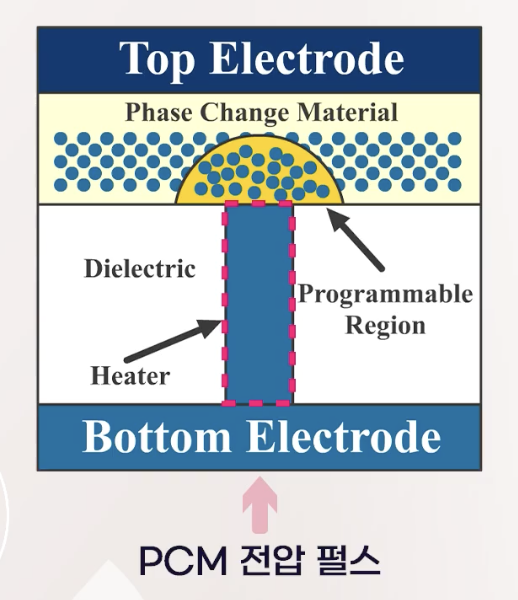 Top Electrode
Phase Change Material
Dielectric
Programmable
Region
Heater
Bottom Electrode
PCM 전압 펄스